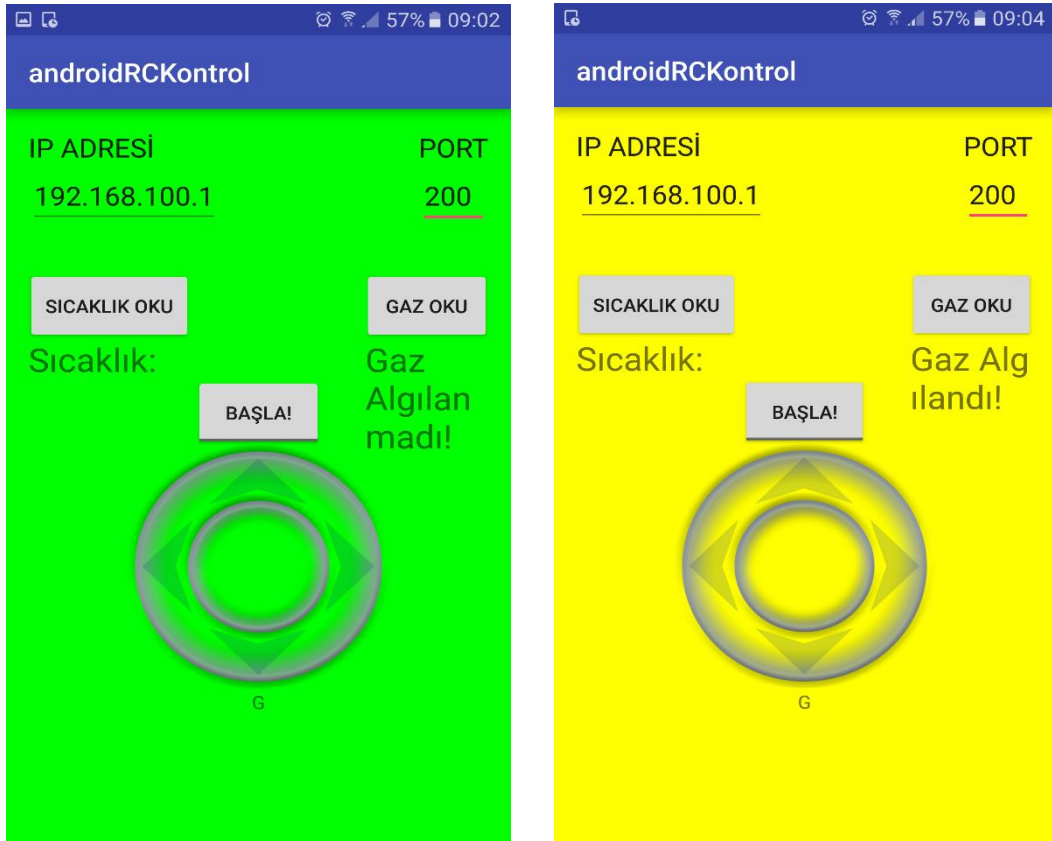 57% 09:02
androidRCKontrol
IP ADRESİ PORT
192.168.100.1 200
SICAKLIK OKU GAZ OKU
Sıcaklık: Gaz
Algılan
madı!
BAŞLA!
G
57% 09:04
androidRCKontrol
IP ADRESİ PORT
192.168.100.1 200
SICAKLIK OKU GAZ OKU
Sıcaklık: Gaz Alg
ılandı!
BAŞLA!
G